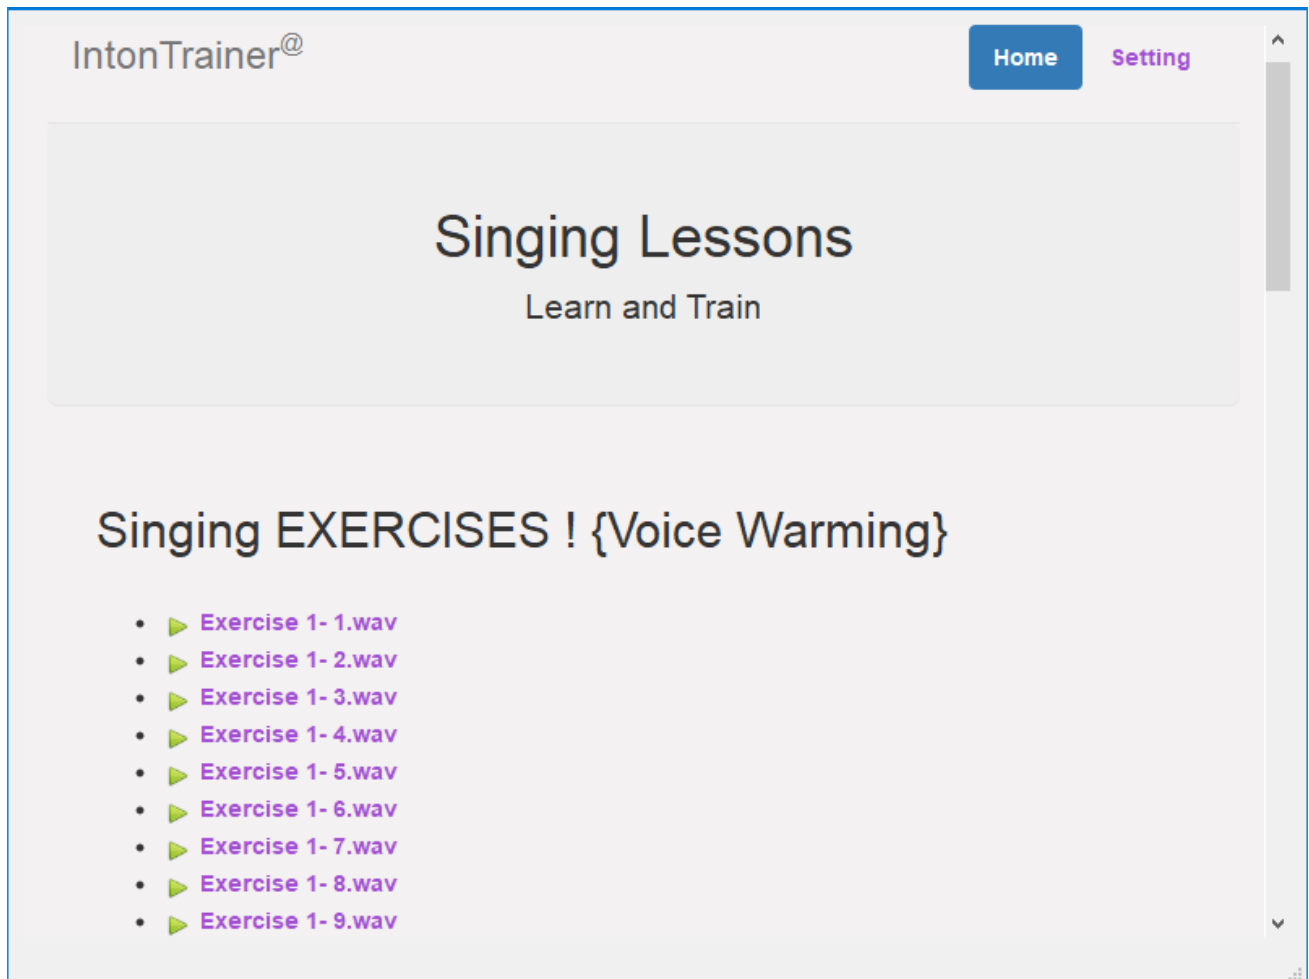 IntonTrainer@
Home
Setting
Singing Lessons
Learn and Train
Singing EXERCISES ! {Voice Warming}
Exercise 1- 1.wav
Exercise 1- 2.wav
Exercise 1- 3.wav
Exercise 1- 4.wav
Exercise 1- 5.wav
Exercise 1- 6.wav
Exercise 1- 7.wav
Exercise 1- 8.wav
Exercise 1- 9.wav